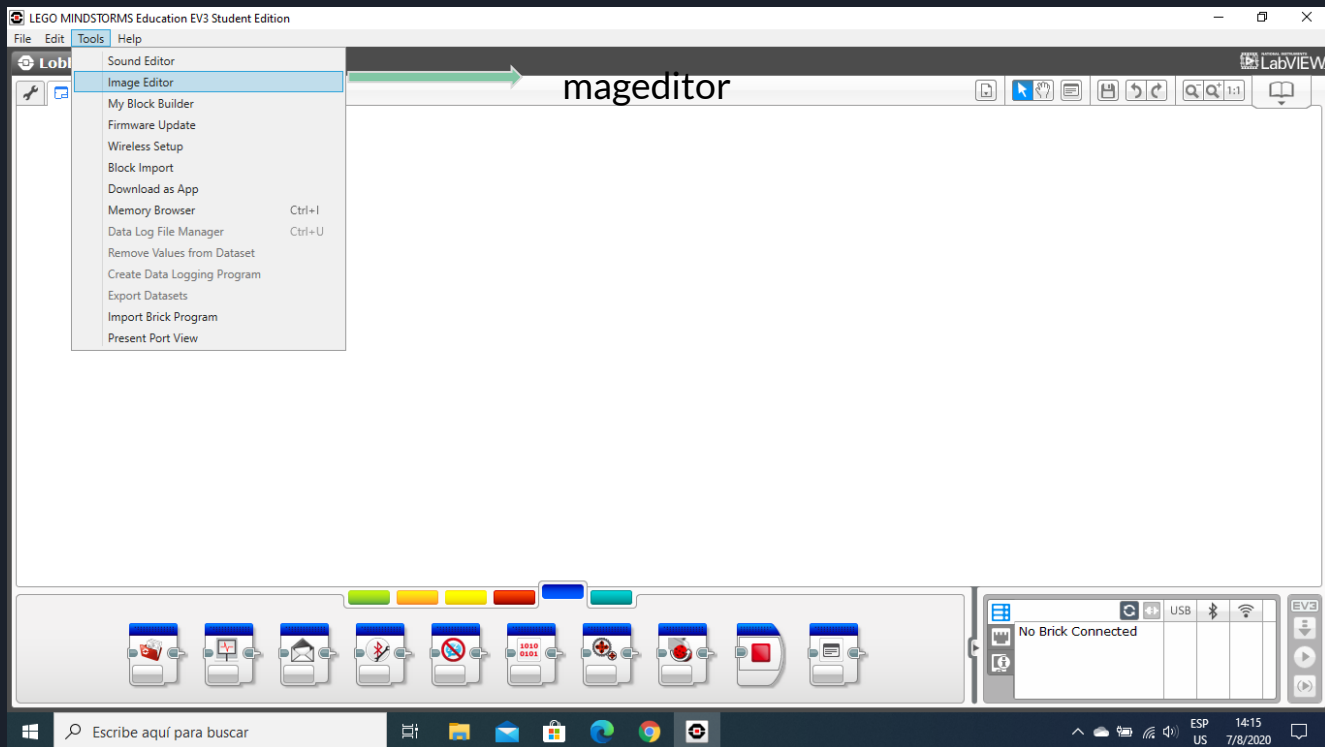 LEGO MINDSTORMS Education EV3 Student Edition
File Edit Tools Help
Lobl
LabVIEW
Sound Editor
Image Editor
mageditor
1:1
My Block Builder
Firmware Update
Wireless Setup
Block Import
Download as App
Memory Browser Ctrl+I
Data Log File Manager Ctrl+U
Remove Values from Dataset
Create Data Logging Program
Export Datasets
Import Brick Program
Present Port View
1010
0101
USB
EV3
No Brick Connected
Escribe aquí para buscar
ESP 14:15
US 7/8/2020